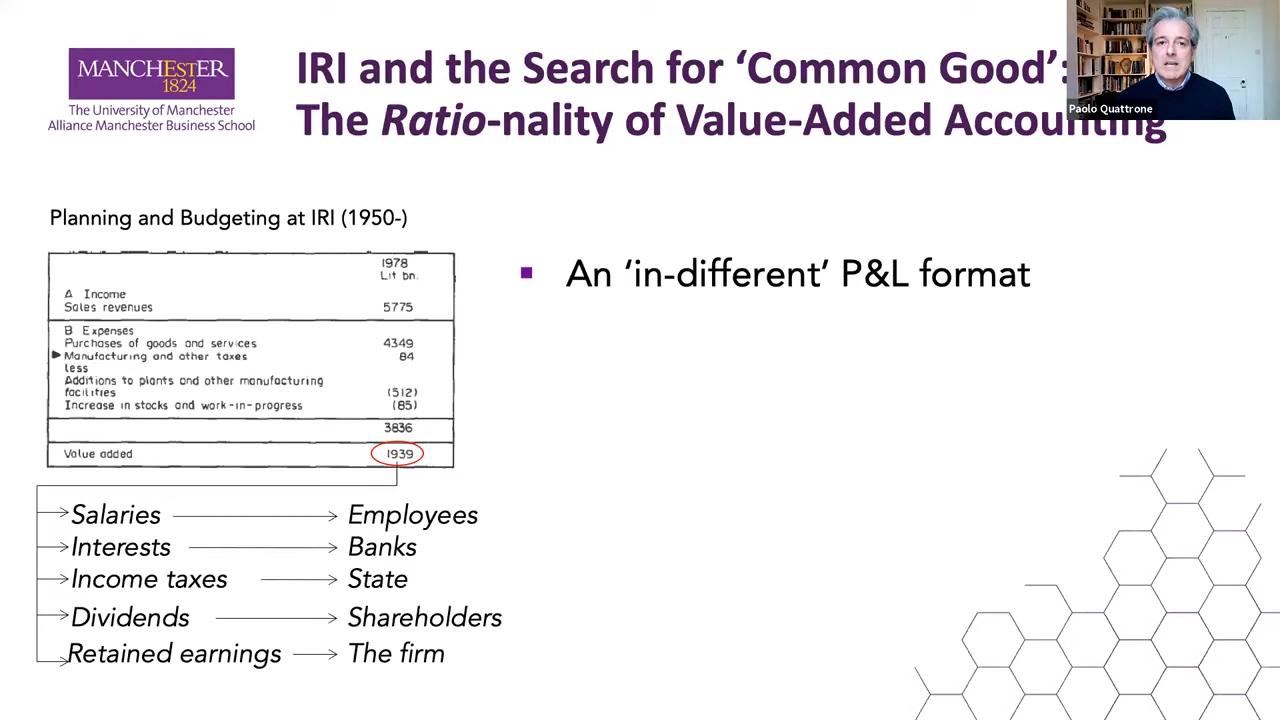 MANCHESTER
1824
The University of Manchester
Alliance Manchester Business School
IRI and the Search for ‘Common Good’:
The Ratio-nality of Value-Added Accounting
Paolo Quattrone
Planning and Budgeting at IRI (1950-)
1978
Lit bn.
A Income
Sales revenues 5775
B Expenses
Purchases of goods and services 4349
Manufacturing and other taxes 84
less
Additions to plants and other manufacturing
facilities (512)
Increase in stocks and work-in-progress (85)
3836
Value added 1939
Salaries Employees
Interests Banks
Income taxes State
Dividends Shareholders
Retained earnings The firm
▪ An ‘in-different’ P&L format